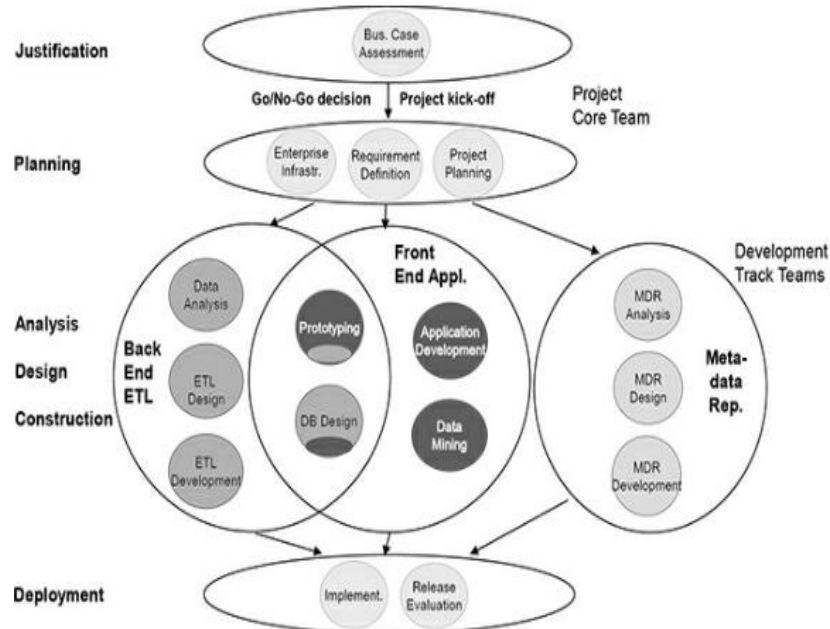 Justification
Bus. Case
Assessment
Go/No-Go decision
Project kick-off
Project
Core Team
Planning
Enterprise
Infrastr.
Requirement
Definition
Project
Planning
Development
Track Teams
Analysis
Design
Construction
Back
End
ETL
Data
Analysis
ETL
Design
ETL
Development
Prototyping
DB Design
Front
End Appl.
Application
Development
Data
Mining
MDR
Analysis
MDR
Design
MDR
Development
Meta-
data
Rep.
Deployment
Implement.
Release
Evaluation